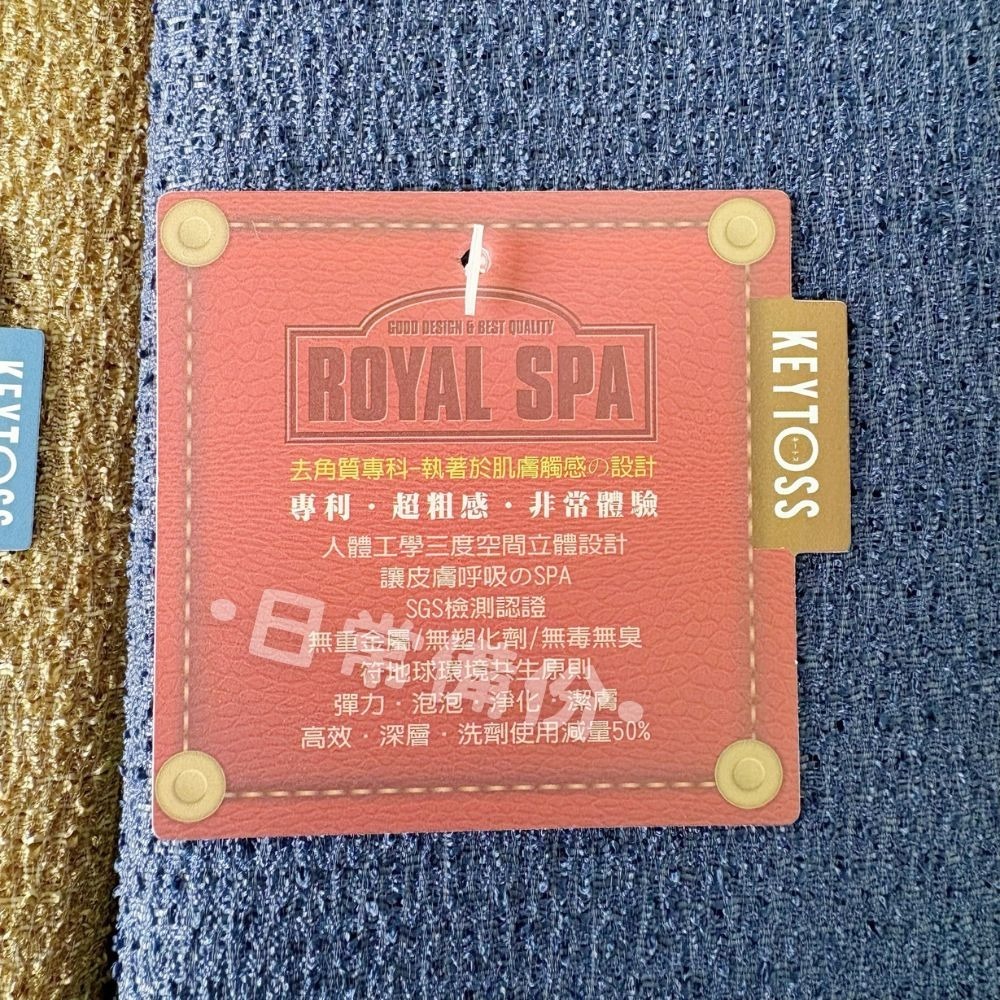 GOOD DESIGN & BEST QUALITY
ROYAL SPA
去角質專科-執著於肌膚觸感の設計
專利·超粗感·非常體驗
人體工學三度空間立體設計
讓皮膚呼吸のSPA
SGS檢測認證
無重金屬/無塑化劑/無毒無臭
符地球環境共生原則
彈力·泡泡·淨化·潔膚
高效·深層·洗劑使用減量50%
KEYTOSS
KEYTOSS
·日常備份·